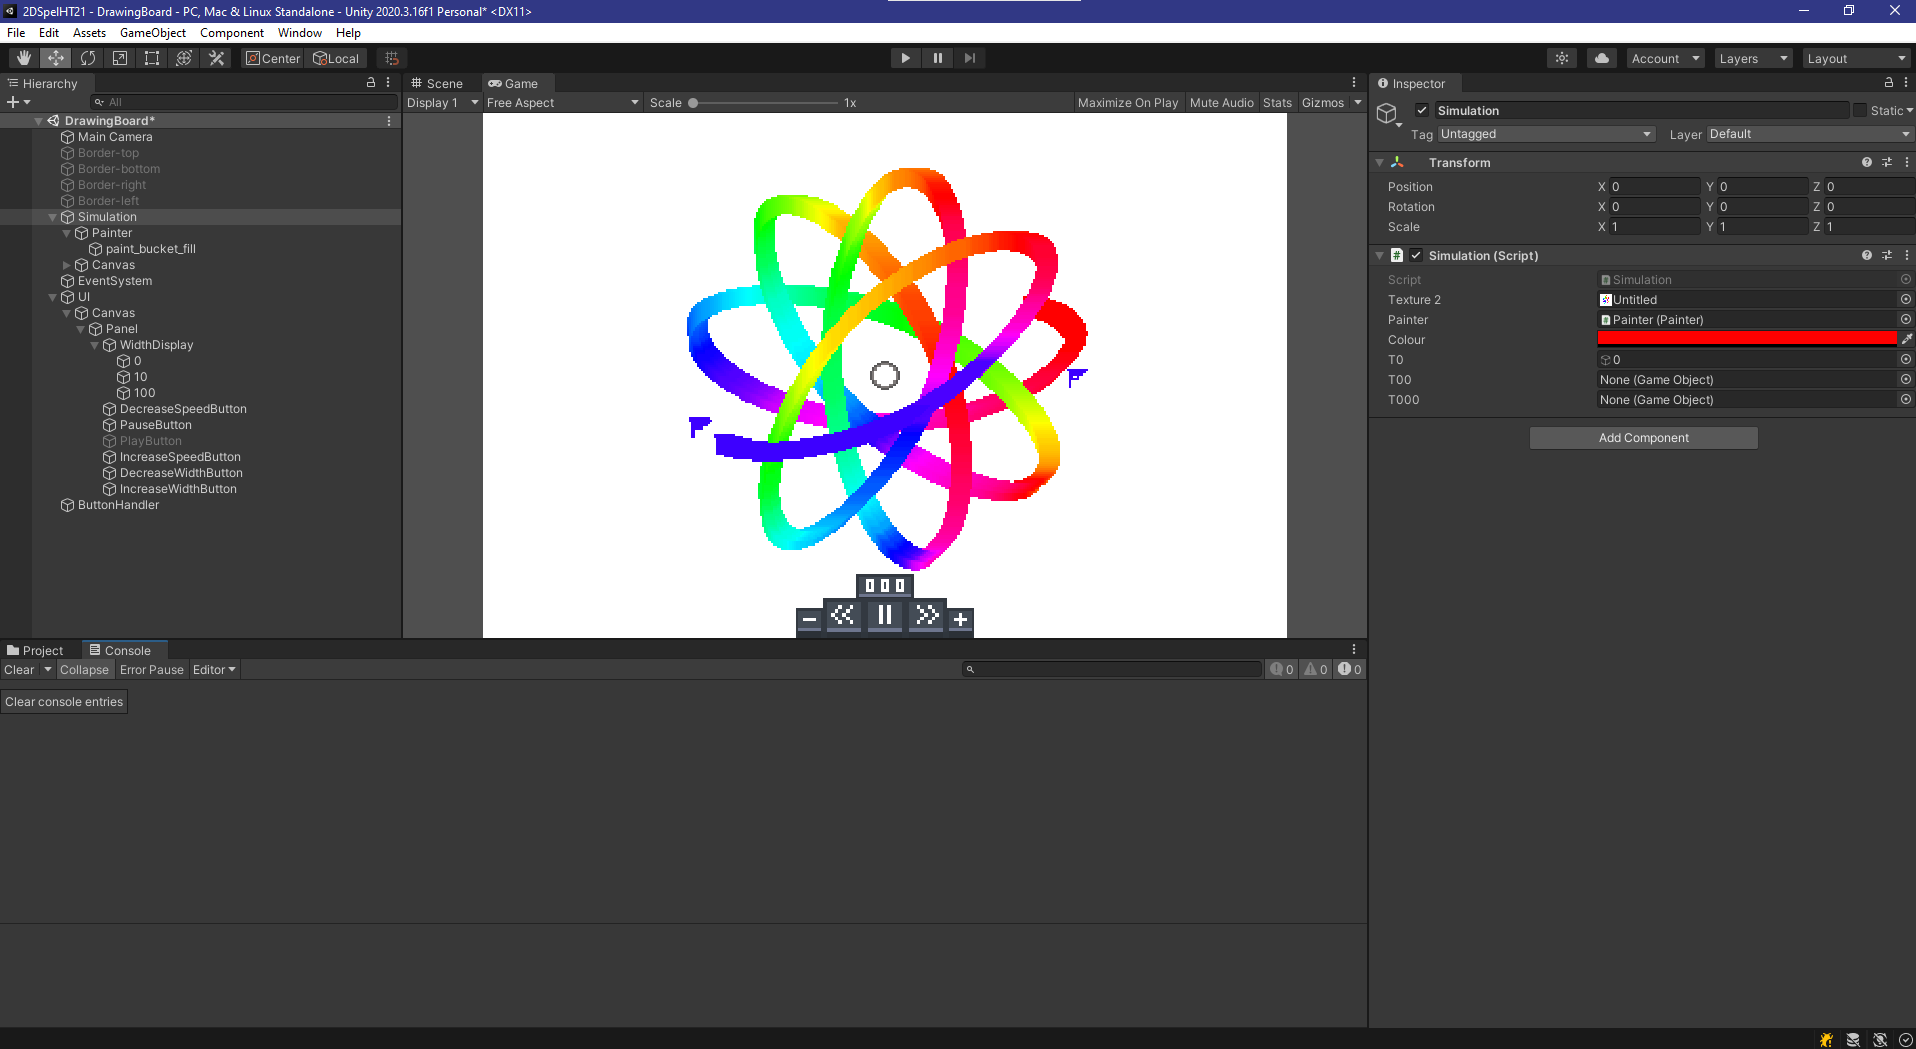 2DSpelHT21 - DrawingBoard - PC, Mac & Linux Standalone - Unity 2020.3.16f1 Personal* <DX11>
File Edit Assets GameObject Component Window Help
Center Local Account Layers Layout
Hierarchy
All
DrawingBoard*
Main Camera
Border-top
Border-bottom
Border-right
Border-left
Simulation
Painter
paint_bucket_fill
Canvas
EventSystem
UI
Canvas
Panel
WidthDisplay
0
10
100
DecreaseSpeedButton
PauseButton
PlayButton
IncreaseSpeedButton
DecreaseWidthButton
IncreaseWidthButton
ButtonHandler
Scene Game
Display 1 Free Aspect Scale 1x Maximize On Play Mute Audio Stats Gizmos
000
Inspector
Simulation Static
Tag Untagged Layer Default
Transform
Position X 0 Y 0 Z 0
Rotation X 0 Y 0 Z 0
Scale X 1 Y 1 Z 1
Simulation (Script)
Script Simulation
Texture 2 Untitled
Painter Painter (Painter)
Colour
T0 0
T00 None (Game Object)
T000 None (Game Object)
Add Component
Project Console
Clear Collapse Error Pause Editor 0 0 0
Clear console entries